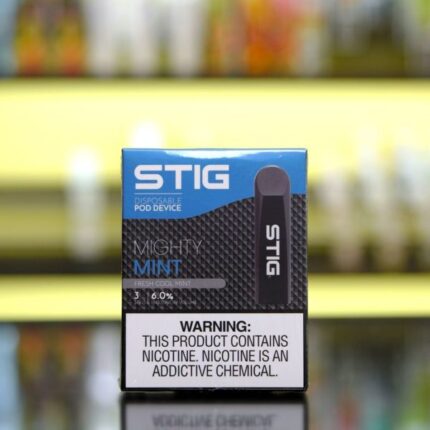 STIG
DISPOSABLE
POD DEVICE
MIGHTY
MINT
FRESH COOL MINT
3 6.0%
STIG
WARNING:
THIS PRODUCT CONTAINS
NICOTINE. NICOTINE IS AN
ADDICTIVE CHEMICAL.